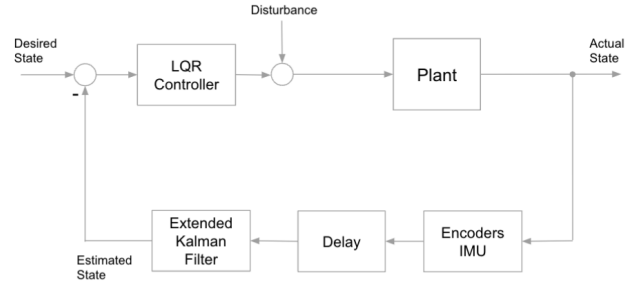 Disturbance
Desired
State
LQR
Controller
Plant
Actual
State
-
Extended
Kalman
Filter
Delay
Encoders
IMU
Estimated
State